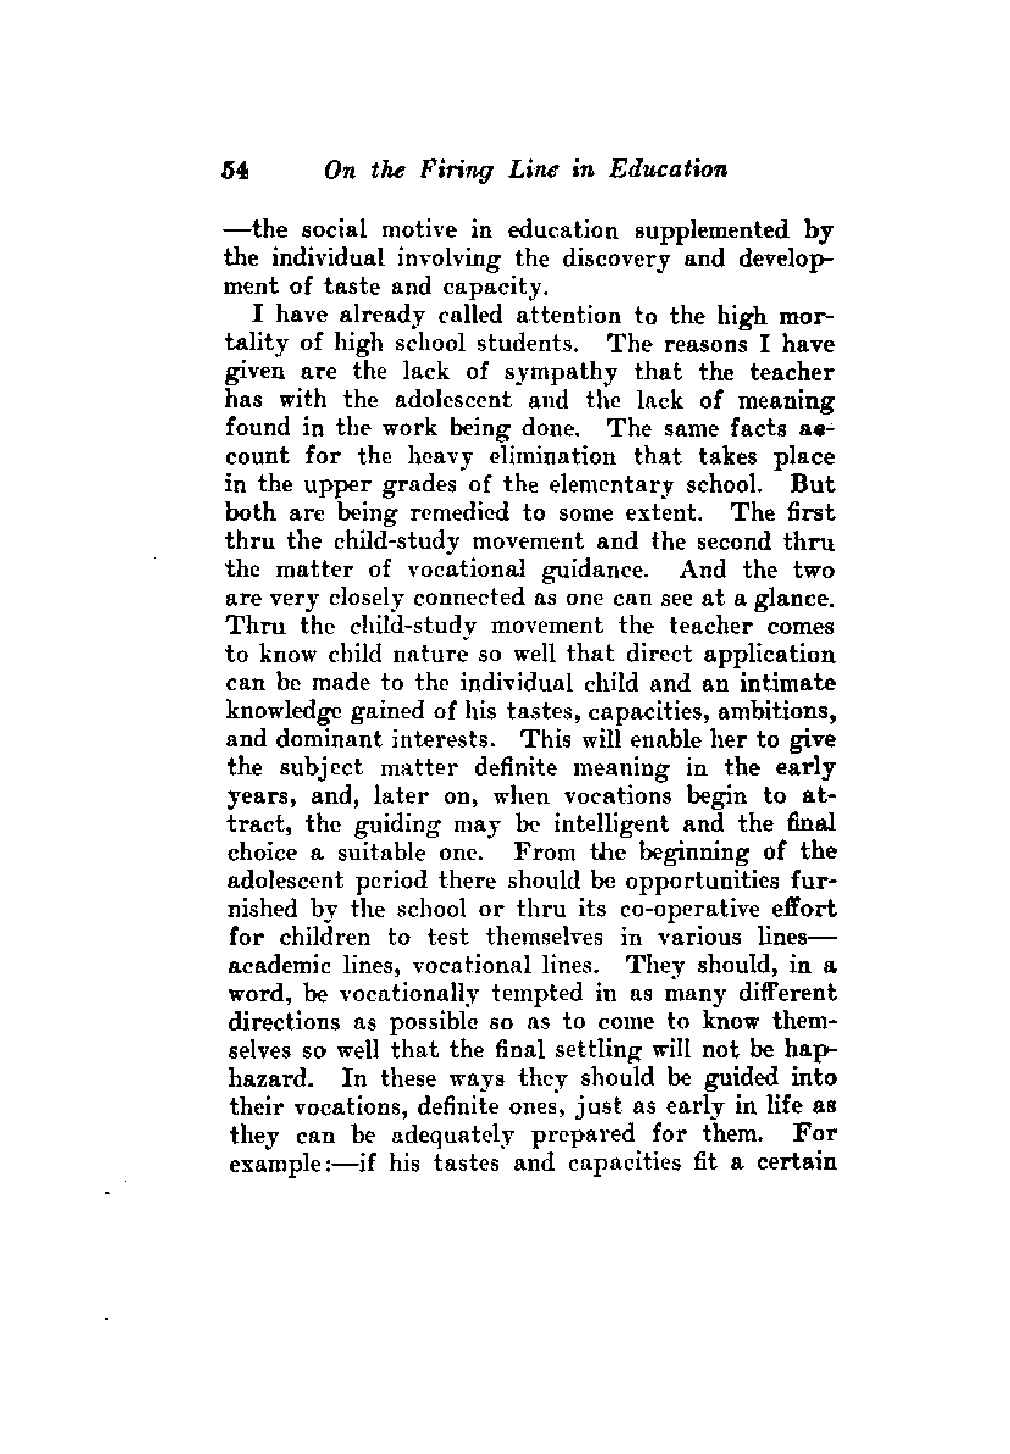 54 On the Firing Line in Education
—the social motive in education supplemented by
the individual involving the discovery and develop-
ment of taste and capacity.
I have already called attention to the high mor-
tality of high school students. The reasons I have
given are the lack of sympathy that the teacher
has with the adolescent and the lack of meaning
found in the work being done. The same facts ac-
count for the heavy elimination that takes place
in the upper grades of the elementary school. But
both are being remedied to some extent. The first
thru the child-study movement and the second thru
the matter of vocational guidance. And the two
are very closely connected as one can see at a glance.
Thru the child-study movement the teacher comes
to know child nature so well that direct application
can be made to the individual child and an intimate
knowledge gained of his tastes, capacities, ambitions,
and dominant interests. This will enable her to give
the subject matter definite meaning in the early
years, and, later on, when vocations begin to at-
tract, the guiding may be intelligent and the final
choice a suitable one. From the beginning of the
adolescent period there should be opportunities fur-
nished by the school or thru its co-operative effort
for children to test themselves in various lines—
academic lines, vocational lines. They should, in a
word, be vocationally tempted in as many different
directions as possible so as to come to know them-
selves so well that the final settling will not be hap-
hazard. In these ways they should be guided into
their vocations, definite ones, just as early in life as
they can be adequately prepared for them. For
example:—if his tastes and capacities fit a certain